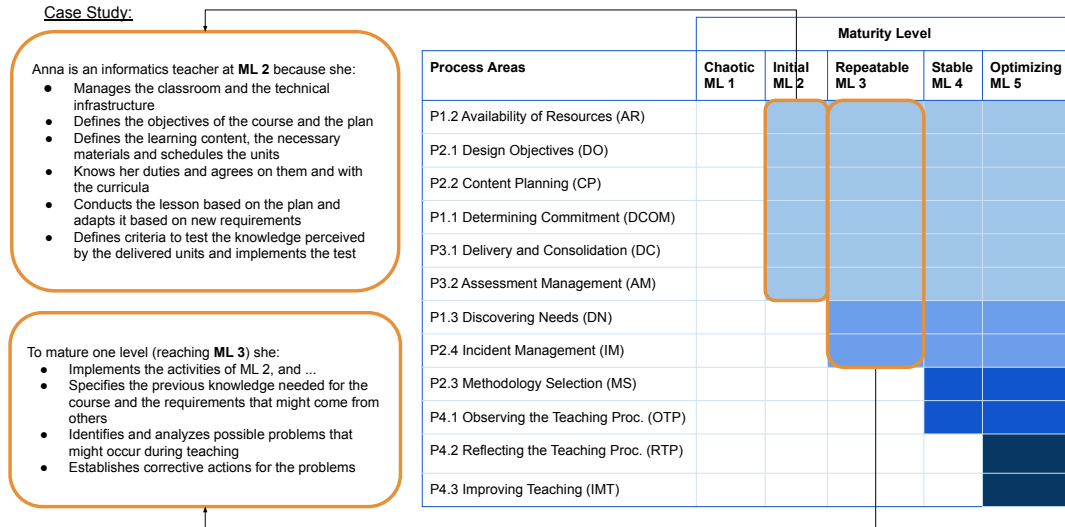 Case Study:
Anna is an informatics teacher at ML 2 because she:
● Manages the classroom and the technical
infrastructure
● Defines the objectives of the course and the plan
● Defines the learning content, the necessary
materials and schedules the units
● Knows her duties and agrees on them and with
the curricula
● Conducts the lesson based on the plan and
adapts it based on new requirements
● Defines criteria to test the knowledge perceived
by the delivered units and implements the test
To mature one level (reaching ML 3) she:
● Implements the activities of ML 2, and ...
● Specifies the previous knowledge needed for the
course and the requirements that might come from
others
● Identifies and analyzes possible problems that
might occur during teaching
● Establishes corrective actions for the problems
Maturity Level
Process Areas
Chaotic
ML 1
Initial
ML 2
Repeatable
ML 3
Stable
ML 4
Optimizing
ML 5
P1.2 Availability of Resources (AR)
P2.1 Design Objectives (DO)
P2.2 Content Planning (CP)
P1.1 Determining Commitment (DCOM)
P3.1 Delivery and Consolidation (DC)
P3.2 Assessment Management (AM)
P1.3 Discovering Needs (DN)
P2.4 Incident Management (IM)
P2.3 Methodology Selection (MS)
P4.1 Observing the Teaching Proc. (OTP)
P4.2 Reflecting the Teaching Proc. (RTP)
P4.3 Improving Teaching (IMT)